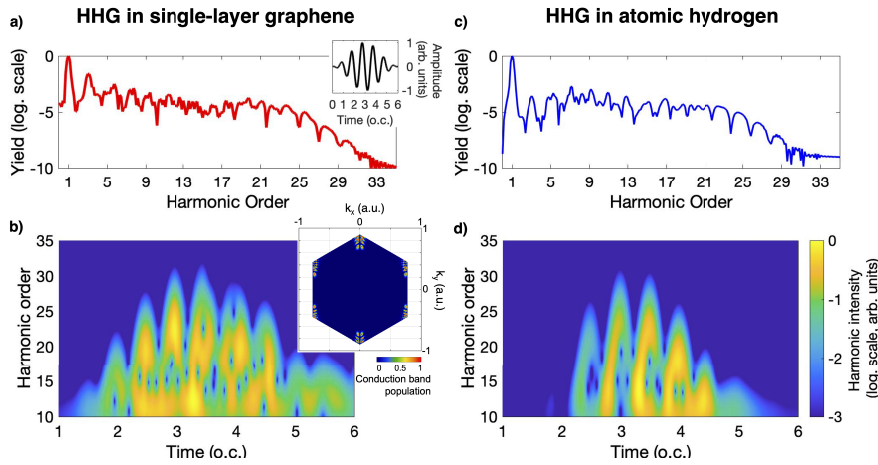 HHG in single-layer graphene
a)
Yield (log. scale)
0
-5
-10
1 5 9 13 17 21 25 29 33
Harmonic Order
1
0
-1
Amplitude
(arb. units)
0 1 2 3 4 5 6
Time (o.c.)
HHG in atomic hydrogen
c)
Yield (log. scale)
0
-5
-10
1 5 9 13 17 21 25 29 33
Harmonic Order
b)
Harmonic order
35
30
25
20
15
10
1 2 3 4 5 6
Time (o.c.)
kx (a.u.)
-1 0 1
ky (a.u.)
1
0
-1
0 0.5 1
Conduction band
population
d)
35
30
25
20
15
10
1 2 3 4 5 6
Time (o.c.)
0
-1
-2
-3
Harmonic intensity
(log. scale, arb. units)